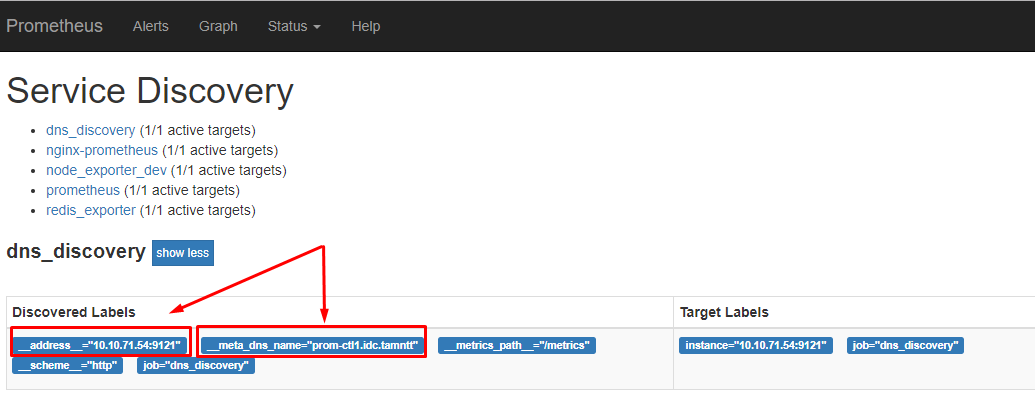 Prometheus Alerts Graph Status Help
Service Discovery
dns_discovery (1/1 active targets)
nginx-prometheus (1/1 active targets)
node_exporter_dev (1/1 active targets)
prometheus (1/1 active targets)
redis_exporter (1/1 active targets)
dns_discovery show less
Discovered Labels Target Labels
__address__="10.10.71.54:9121" __meta_dns_name="prom-ctl1.idc.tamntt" __metrics_path__="/metrics" instance="10.10.71.54:9121" job="dns_discovery"
__scheme__="http" job="dns_discovery"